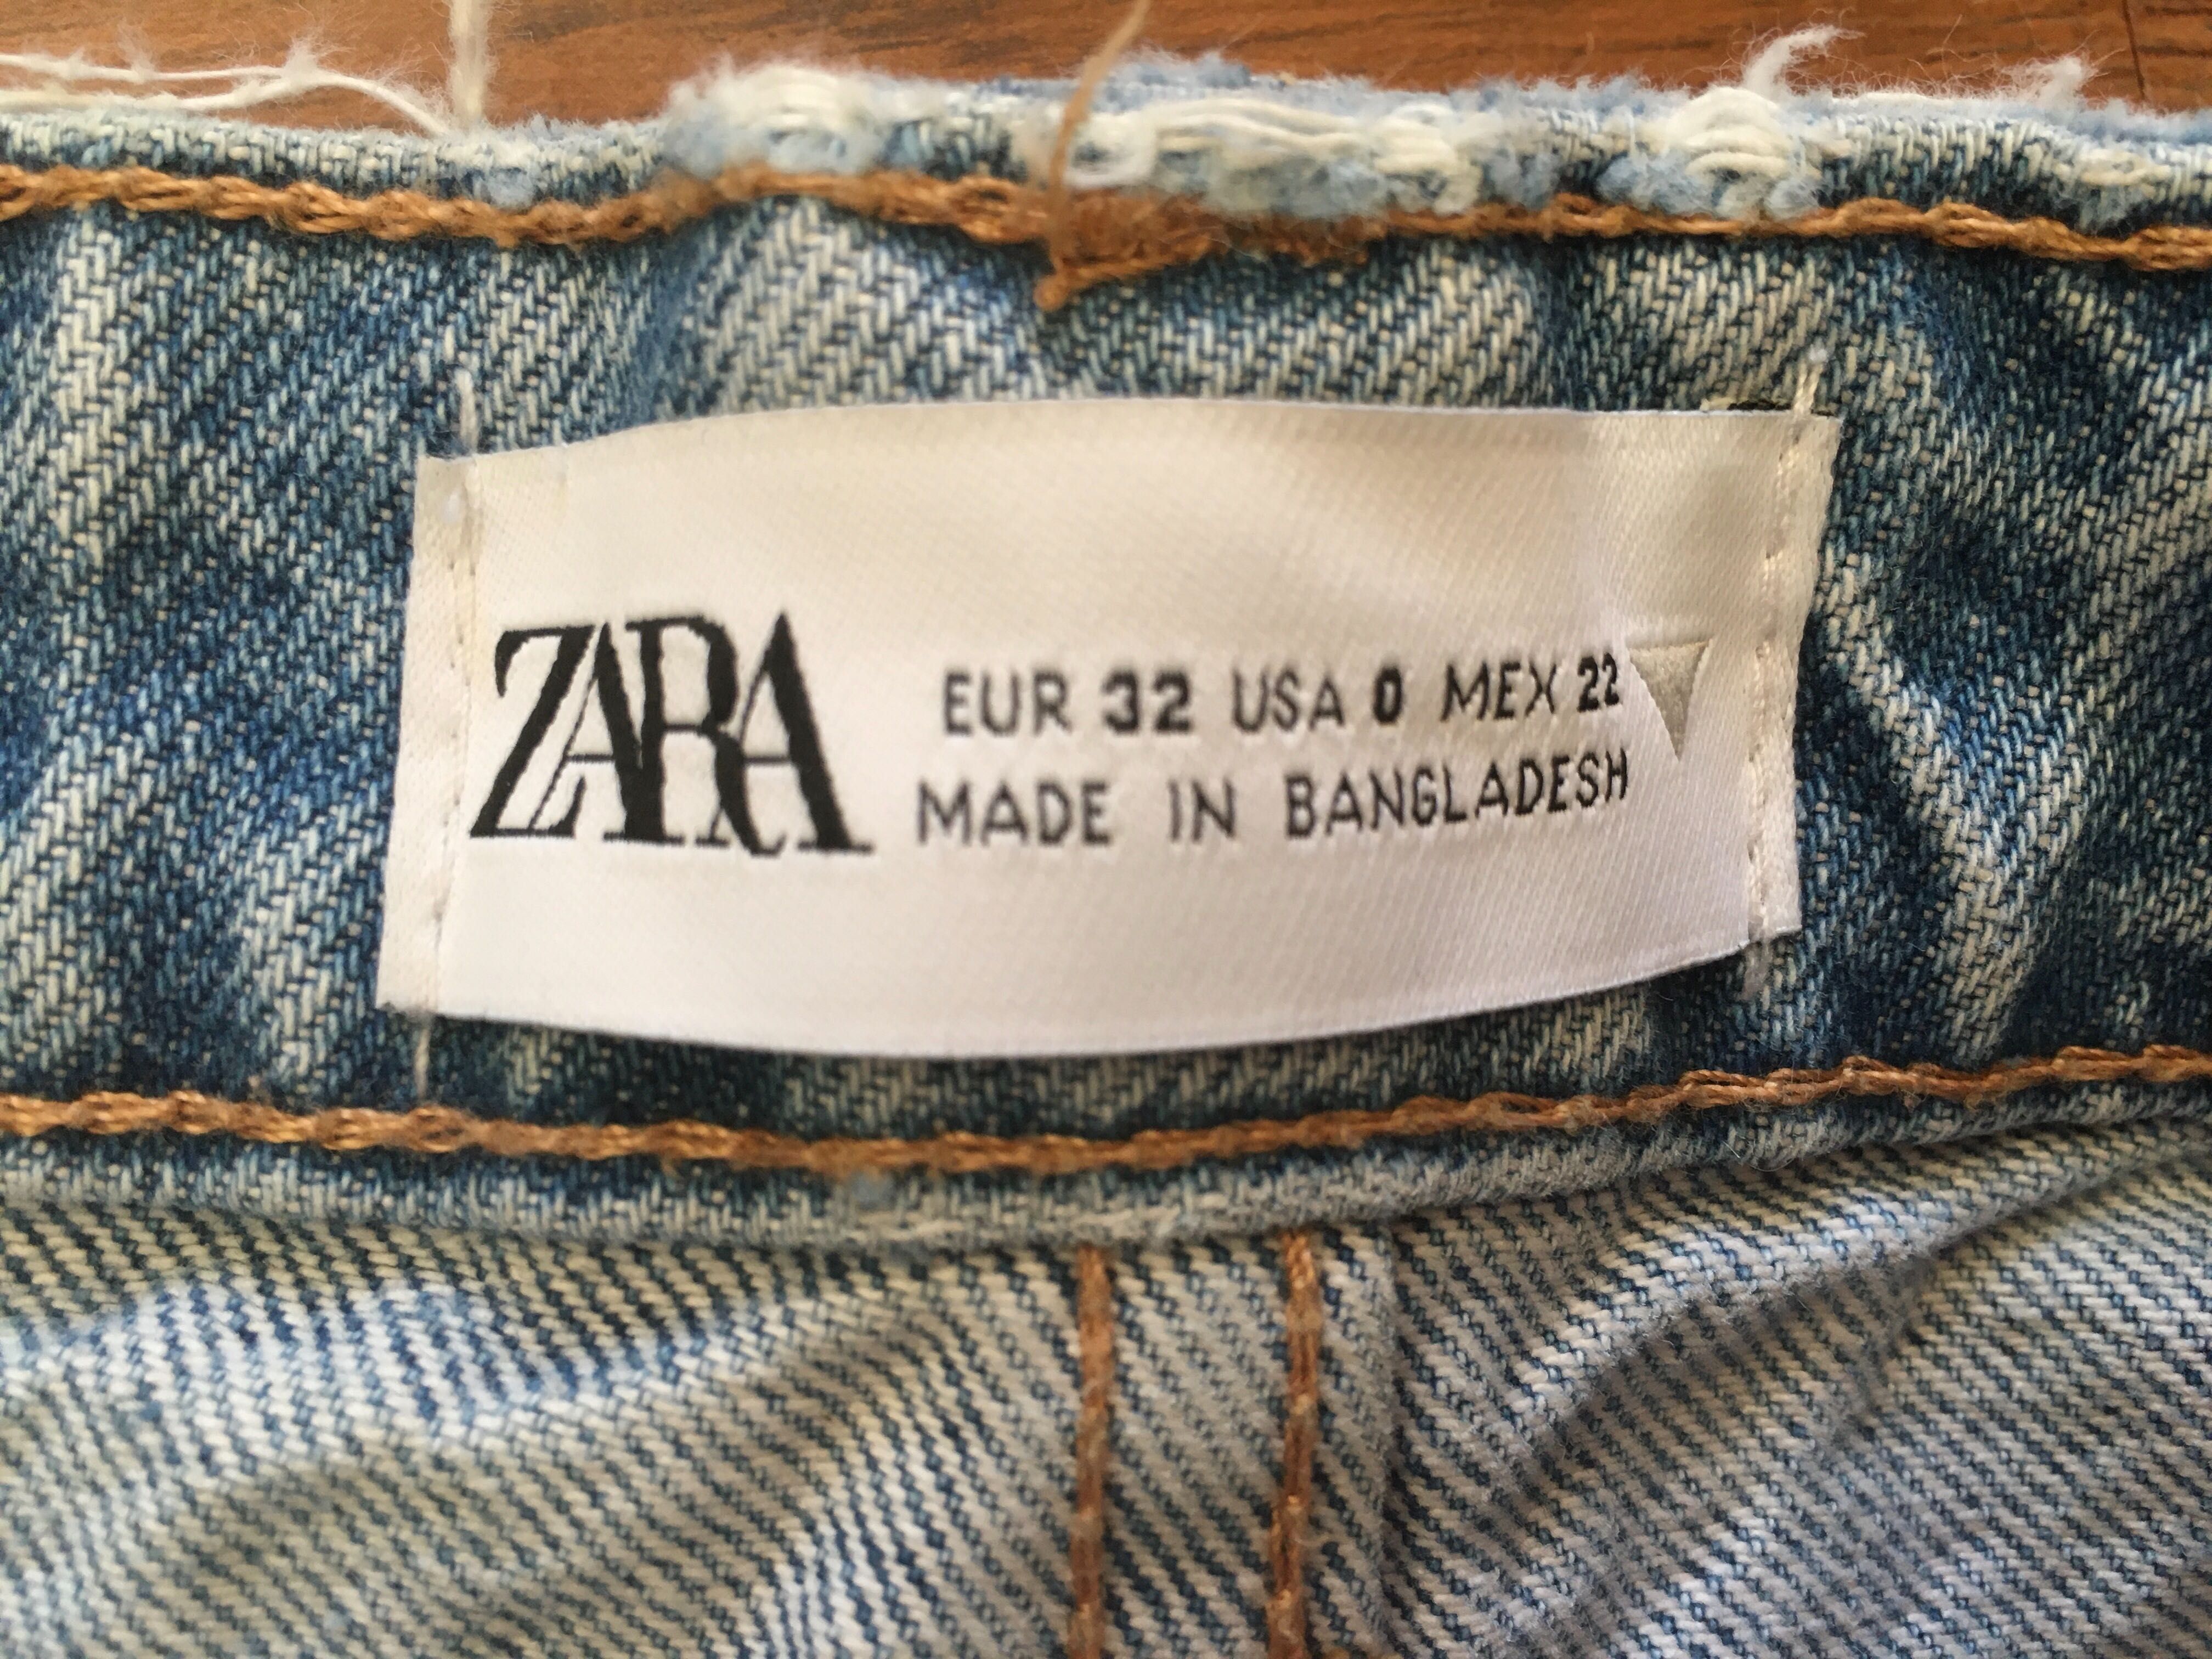 ZARA
EUR 32 USA 0 MEX 22
MADE IN BANGLADESH